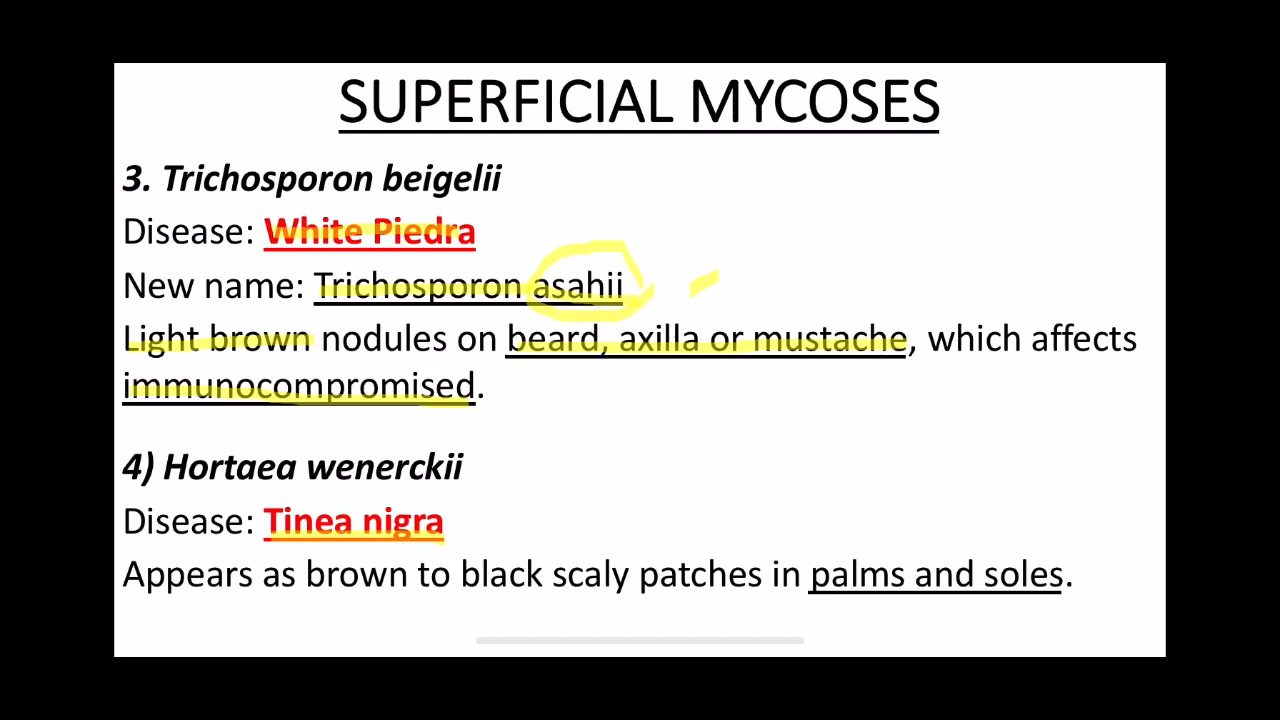 SUPERFICIAL MYCOSES
3. Trichosporon beigelii
Disease: White Piedra
New name: Trichosporon asahii
Light brown nodules on beard, axilla or mustache, which affects
immunocompromised.
4) Hortaea wenerckii
Disease: Tinea nigra
Appears as brown to black scaly patches in palms and soles.